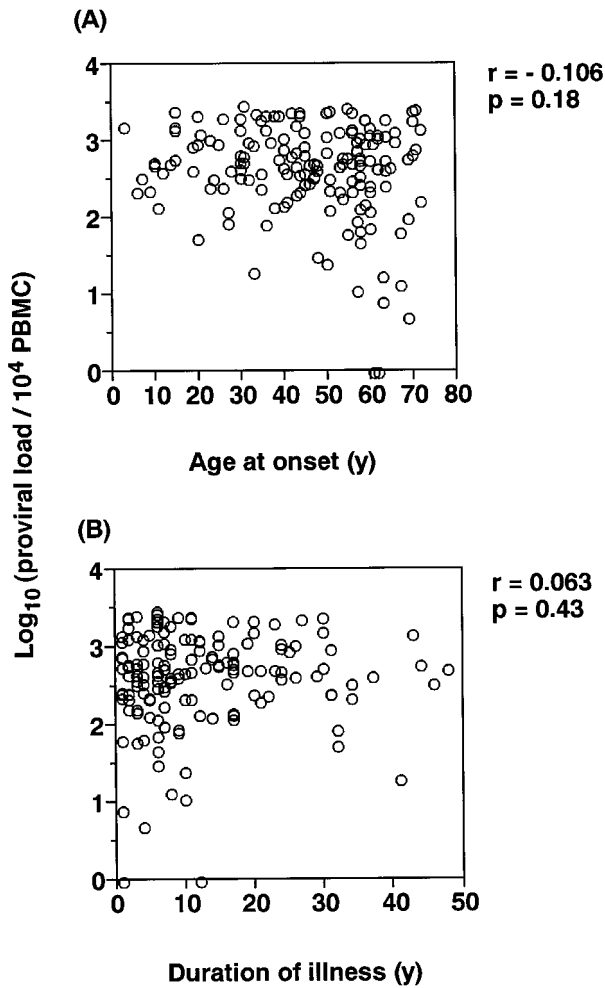 (A)
r = - 0.106
p = 0.18
4
3
2
1
0
0 10 20 30 40 50 60 70 80
Age at onset (y)
Log10 (proviral load / 10^4 PBMC)
(B)
r = 0.063
p = 0.43
4
3
2
1
0
0 10 20 30 40 50
Duration of illness (y)